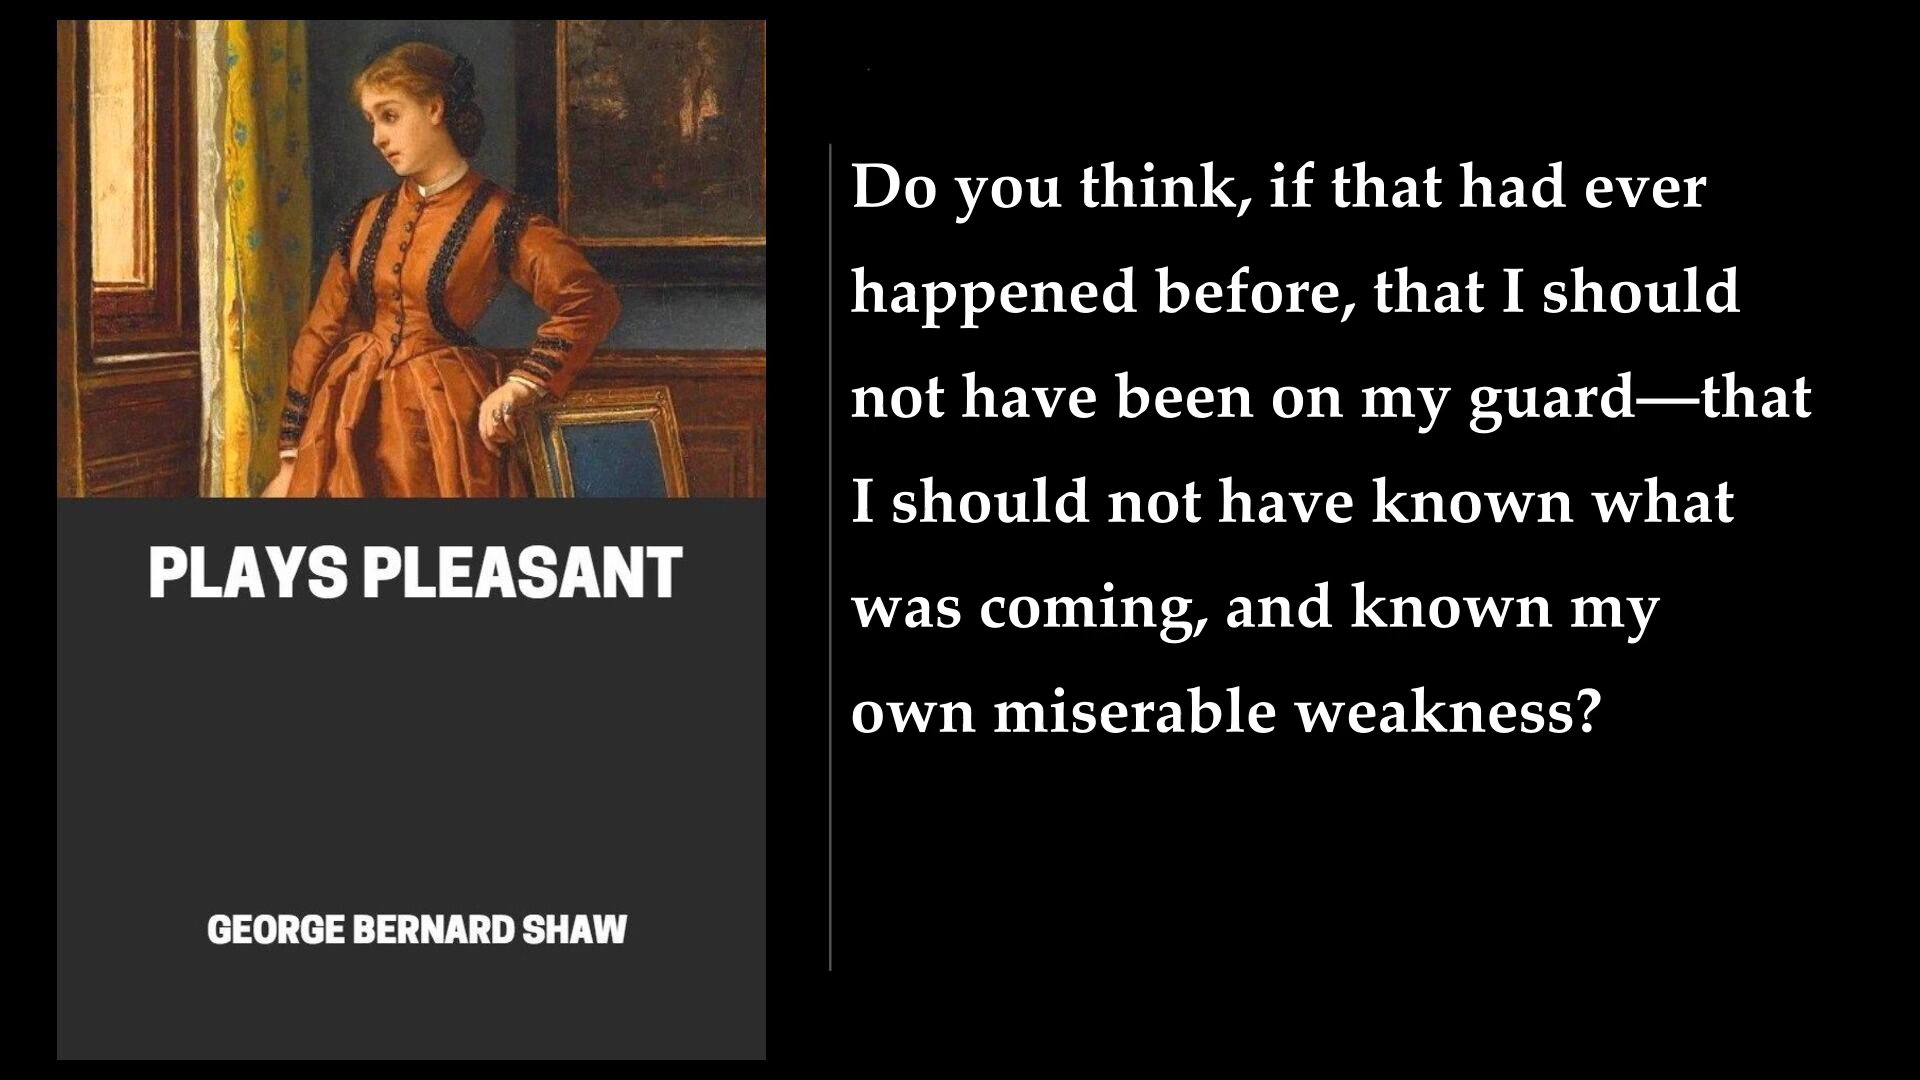 PLAYS PLEASANT
GEORGE BERNARD SHAW
Do you think, if that had ever
happened before, that I should
not have been on my guard—that
I should not have known what
was coming, and known my
own miserable weakness?